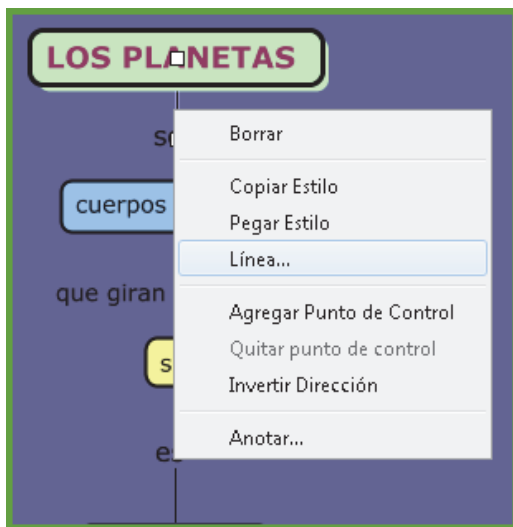 LOS PLANETAS
Borrar
cuerpos
Copiar Estilo
Pegar Estilo
Línea...
que giran
Agregar Punto de Control
Quitar punto de control
Invertir Dirección
Anotar...